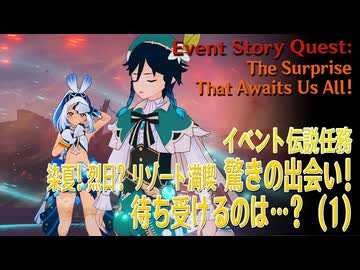 Event Story Quest:
The Surprise
That Awaits Us All!
イベント伝説任務
染夏!烈日?リゾート満喫 驚きの出会い!
待ち受けるのは…?(1)